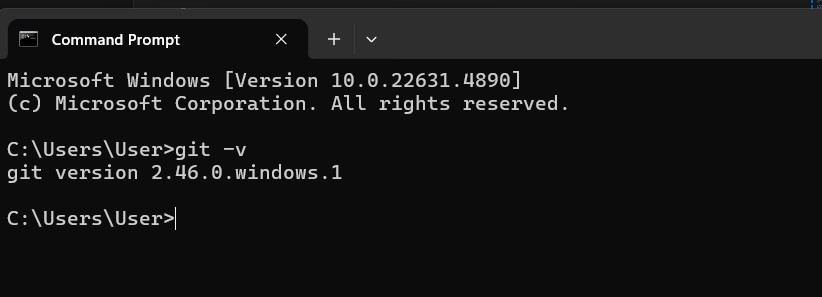 Command Prompt
Microsoft Windows [Version 10.0.22631.4890]
(c) Microsoft Corporation. All rights reserved.
C:\Users\User>git -v
git version 2.46.0.windows.1
C:\Users\User>